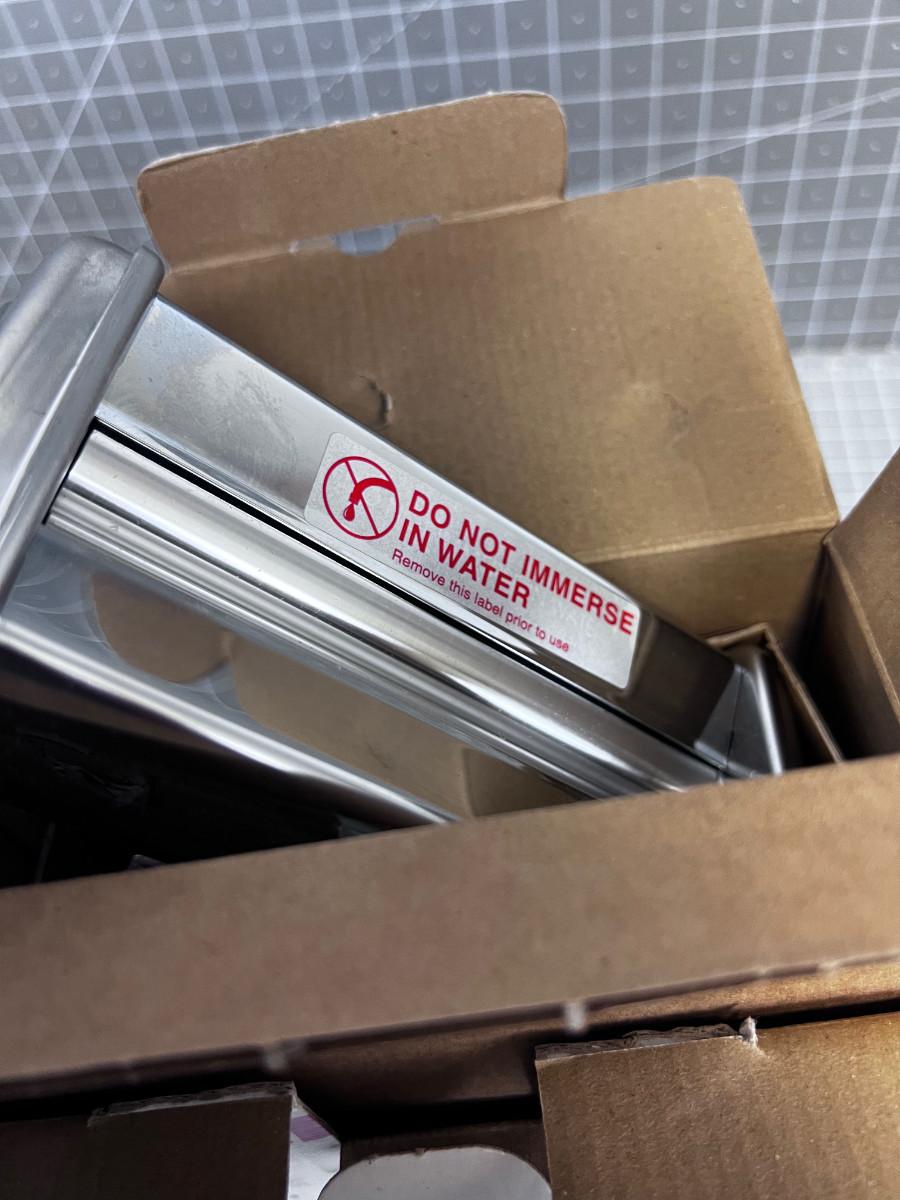 DO NOT IMMERSE
IN WATER
Remove this label prior to use